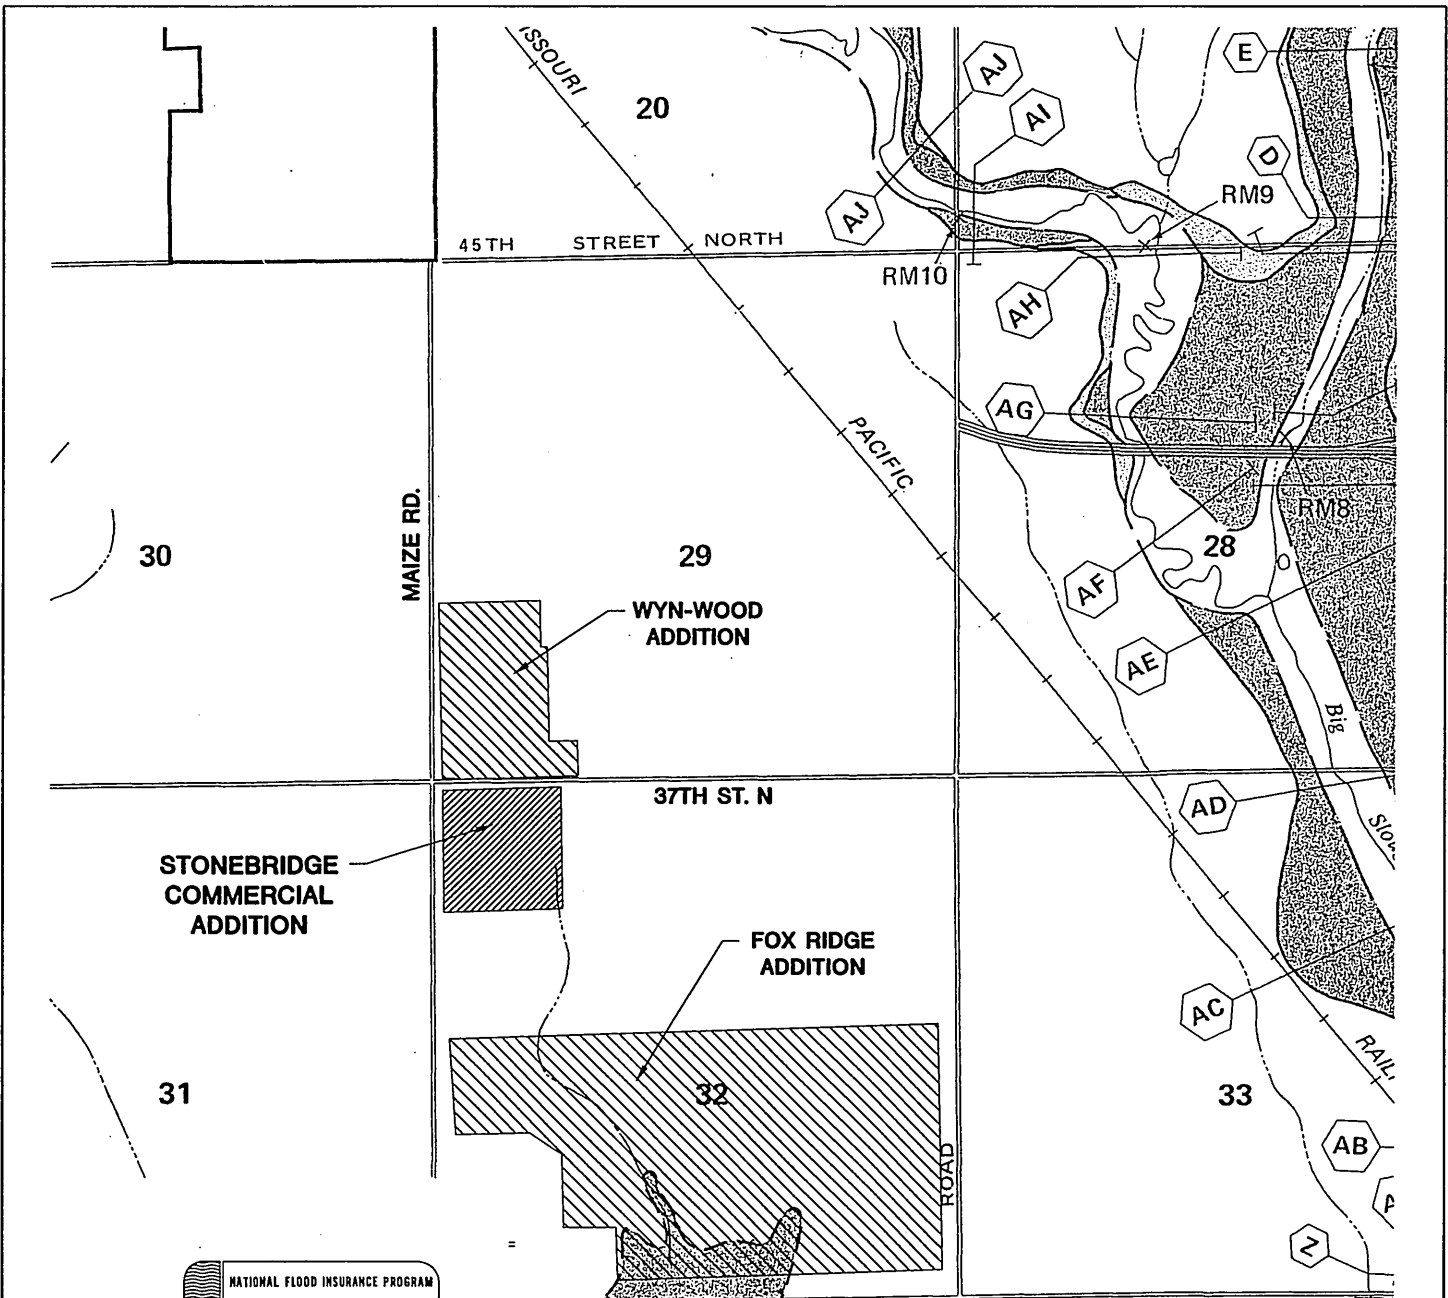 ISSOURI
20
AJ
AI
E
D
RM9
AJ
45TH STREET NORTH
RM10
AH
AG
PACIFIC
MAIZE RD.
RM8
30
29
28
WYN-WOOD
ADDITION
AF
AE
Big
37TH ST. N
AD
Slou
STONEBRIDGE
COMMERCIAL
ADDITION
FOX RIDGE
ADDITION
AC
RAIL
31
32
33
AB
ROAD
A
Z
NATIONAL FLOOD INSURANCE PROGRAM